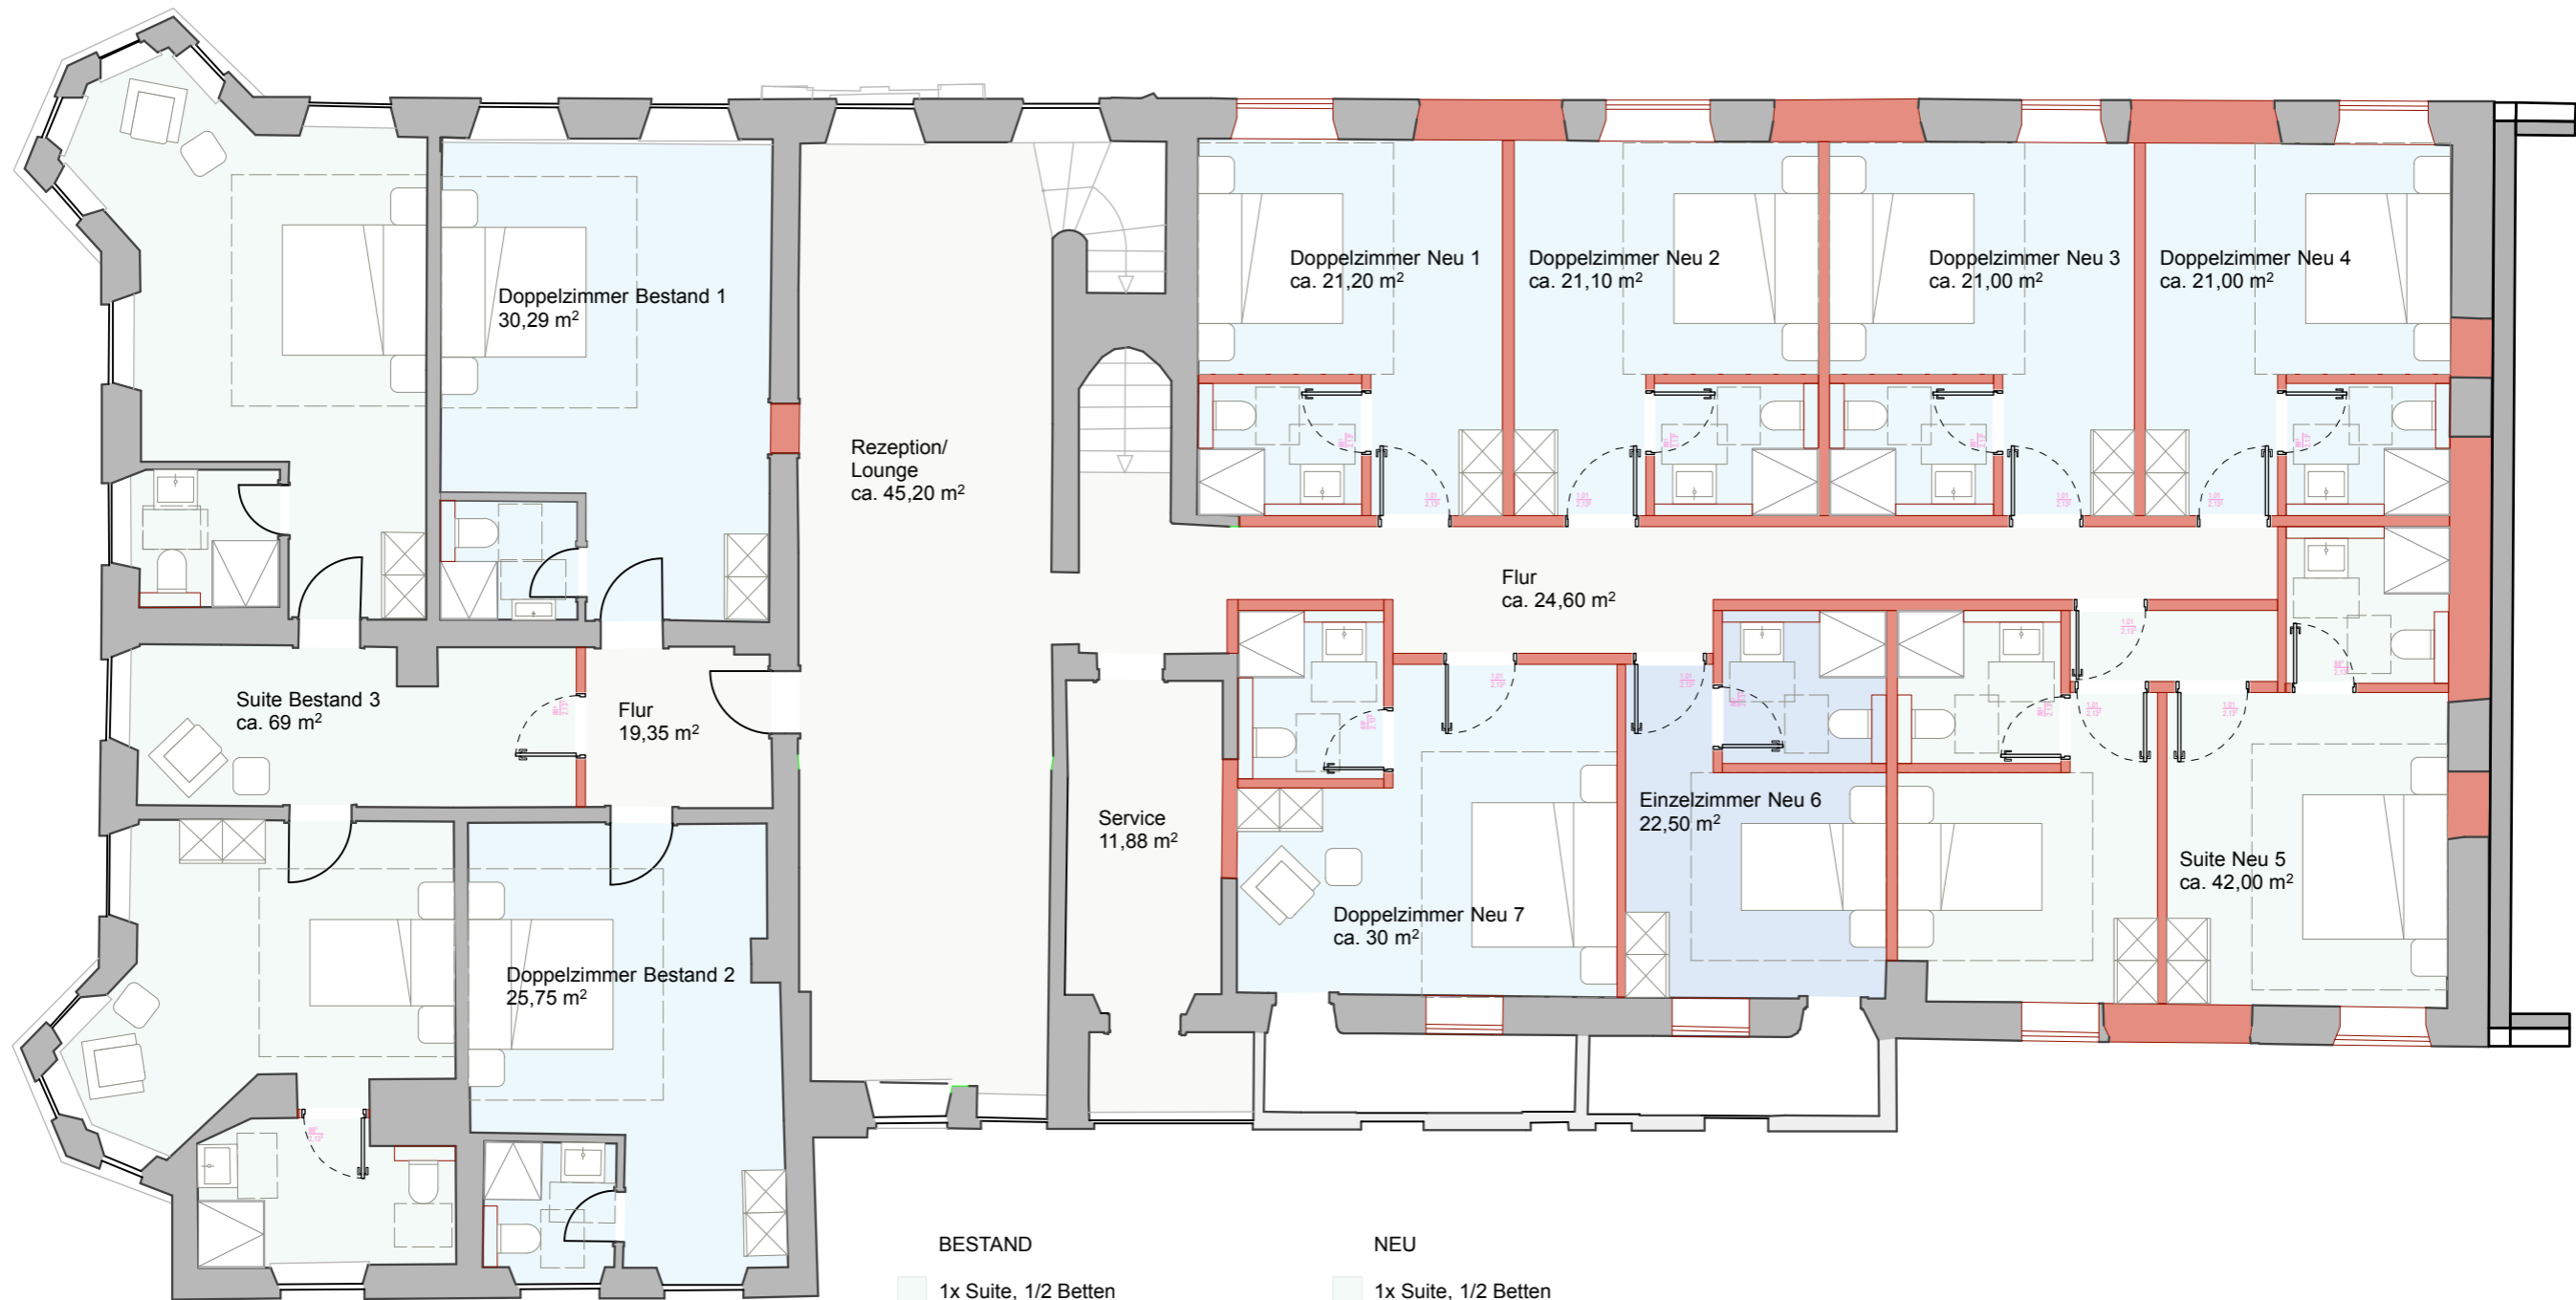 Doppelzimmer Bestand 1
30,29 m²
Rezeption/
Lounge
ca. 45,20 m²
Doppelzimmer Neu 1
ca. 21,20 m²
Doppelzimmer Neu 2
ca. 21,10 m²
Doppelzimmer Neu 3
ca. 21,00 m²
Doppelzimmer Neu 4
ca. 21,00 m²
Flur
ca. 24,60 m²
Suite Bestand 3
ca. 69 m²
Flur
19,35 m²
Service
11,88 m²
Einzelzimmer Neu 6
22,50 m²
Suite Neu 5
ca. 42,00 m²
Doppelzimmer Neu 7
ca. 30 m²
Doppelzimmer Bestand 2
25,75 m²
BESTAND
1x Suite, 1/2 Betten
NEU
1x Suite, 1/2 Betten